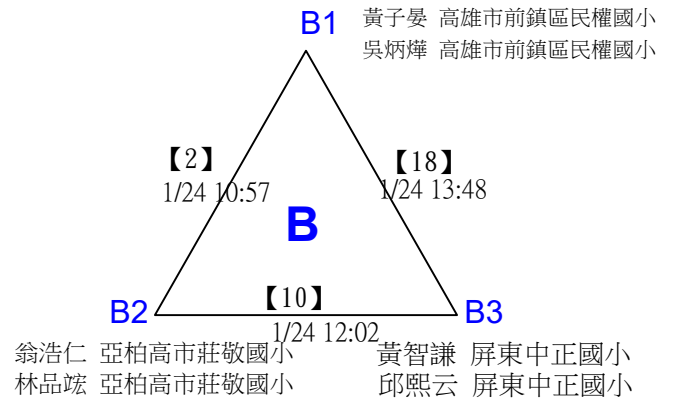 B1
黃子晏 高雄市前鎮區民權國小
吳炳燁 高雄市前鎮區民權國小
【2】
1/24 10:57
【18】
1/24 13:48
B
B2
【10】
1/24 12:02
B3
翁浩仁 亞柏高市莊敬國小
林品竤 亞柏高市莊敬國小
黃智謙 屏東中正國小
邱熙云 屏東中正國小